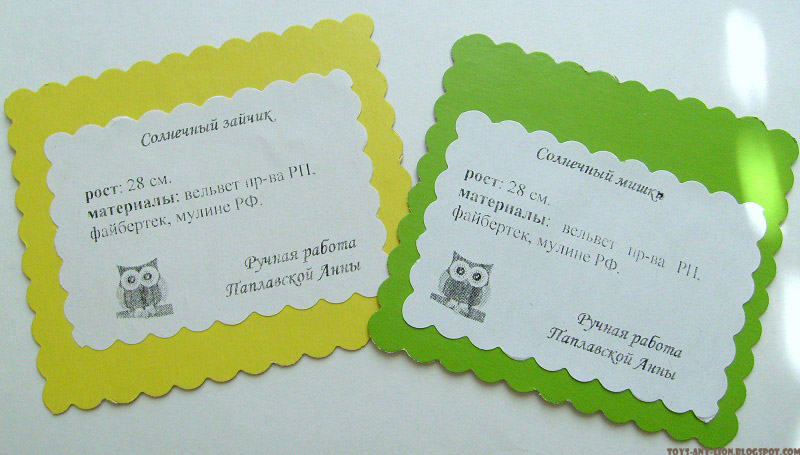 Солнечный зайчик.
рост: 28 см.
материалы: вельвет пр-ва РП.
файбертек, мулине РФ.
Ручная работа
Паплавской Анны
Солнечный мишка
рост: 28 см.
материалы: вельвет пр-ва РП.
файбертек, мулине РФ.
Ручная работа
Паплавской Анны
TOYS-ANY-LION.BLOGSPOT.COM